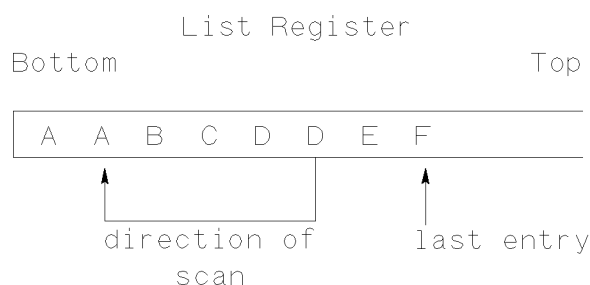 List Register
Bottom Top
A A B C D D E F
direction of last entry
scan